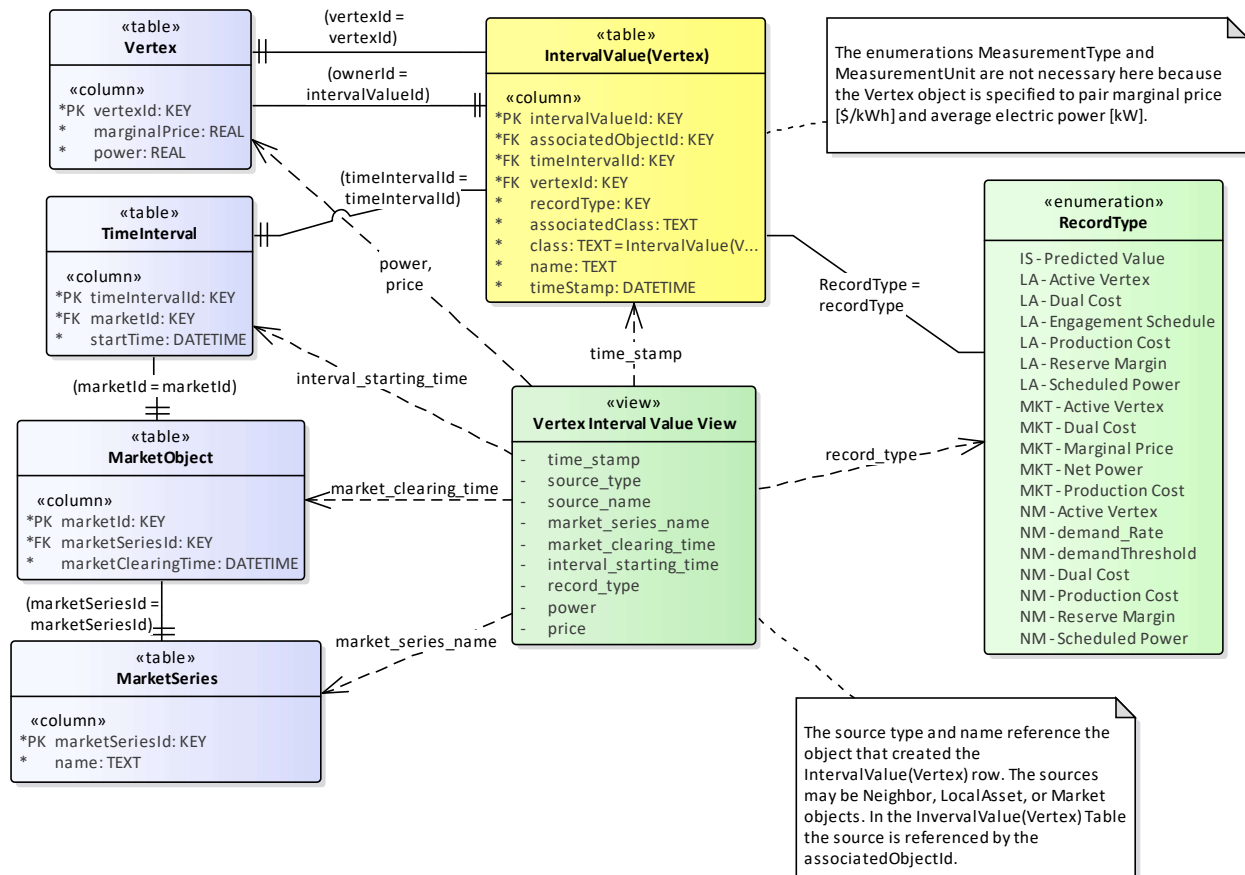 «table»
Vertex
«column»
*PK vertexId: KEY
* marginalPrice: REAL
* power: REAL
(vertexId =
vertexId)
(ownerId =
intervalValueId)
«table»
IntervalValue(Vertex)
«column»
*PK intervalValueId: KEY
*FK associatedObjectId: KEY
*FK timeIntervalId: KEY
*FK vertexId: KEY
* recordType: KEY
* associatedClass: TEXT
* class: TEXT = IntervalValue(V...
* name: TEXT
* timeStamp: DATETIME
The enumerations MeasurementType and
MeasurementUnit are not necessary here because
the Vertex object is specified to pair marginal price
[$/kWh] and average electric power [kW].
(timeIntervalId =
timeIntervalId)
«table»
TimeInterval
«column»
*PK timeIntervalId: KEY
*FK marketId: KEY
* startTime: DATETIME
power,
price
«enumeration»
RecordType
IS - Predicted Value
LA - Active Vertex
LA - Dual Cost
LA - Engagement Schedule
LA - Production Cost
LA - Reserve Margin
LA - Scheduled Power
MKT - Active Vertex
MKT - Dual Cost
MKT - Marginal Price
MKT - Net Power
MKT - Production Cost
NM - Active Vertex
NM - demand_Rate
NM - demandThreshold
NM - Dual Cost
NM - Production Cost
NM - Reserve Margin
NM - Scheduled Power
RecordType =
recordType
time_stamp
interval_starting_time
(marketId = marketId)
«view»
Vertex Interval Value View
- time_stamp
- source_type
- source_name
- market_series_name
- market_clearing_time
- interval_starting_time
- record_type
- power
- price
record_type
«table»
MarketObject
«column»
*PK marketId: KEY
*FK marketSeriesId: KEY
* marketClearingTime: DATETIME
market_clearing_time
(marketSeriesId =
marketSeriesId)
market_series_name
«table»
MarketSeries
«column»
*PK marketSeriesId: KEY
* name: TEXT
The source type and name reference the
object that created the
IntervalValue(Vertex) row. The sources
may be Neighbor, LocalAsset, or Market
objects. In the InvervalValue(Vertex) Table
the source is referenced by the
associatedObjectId.